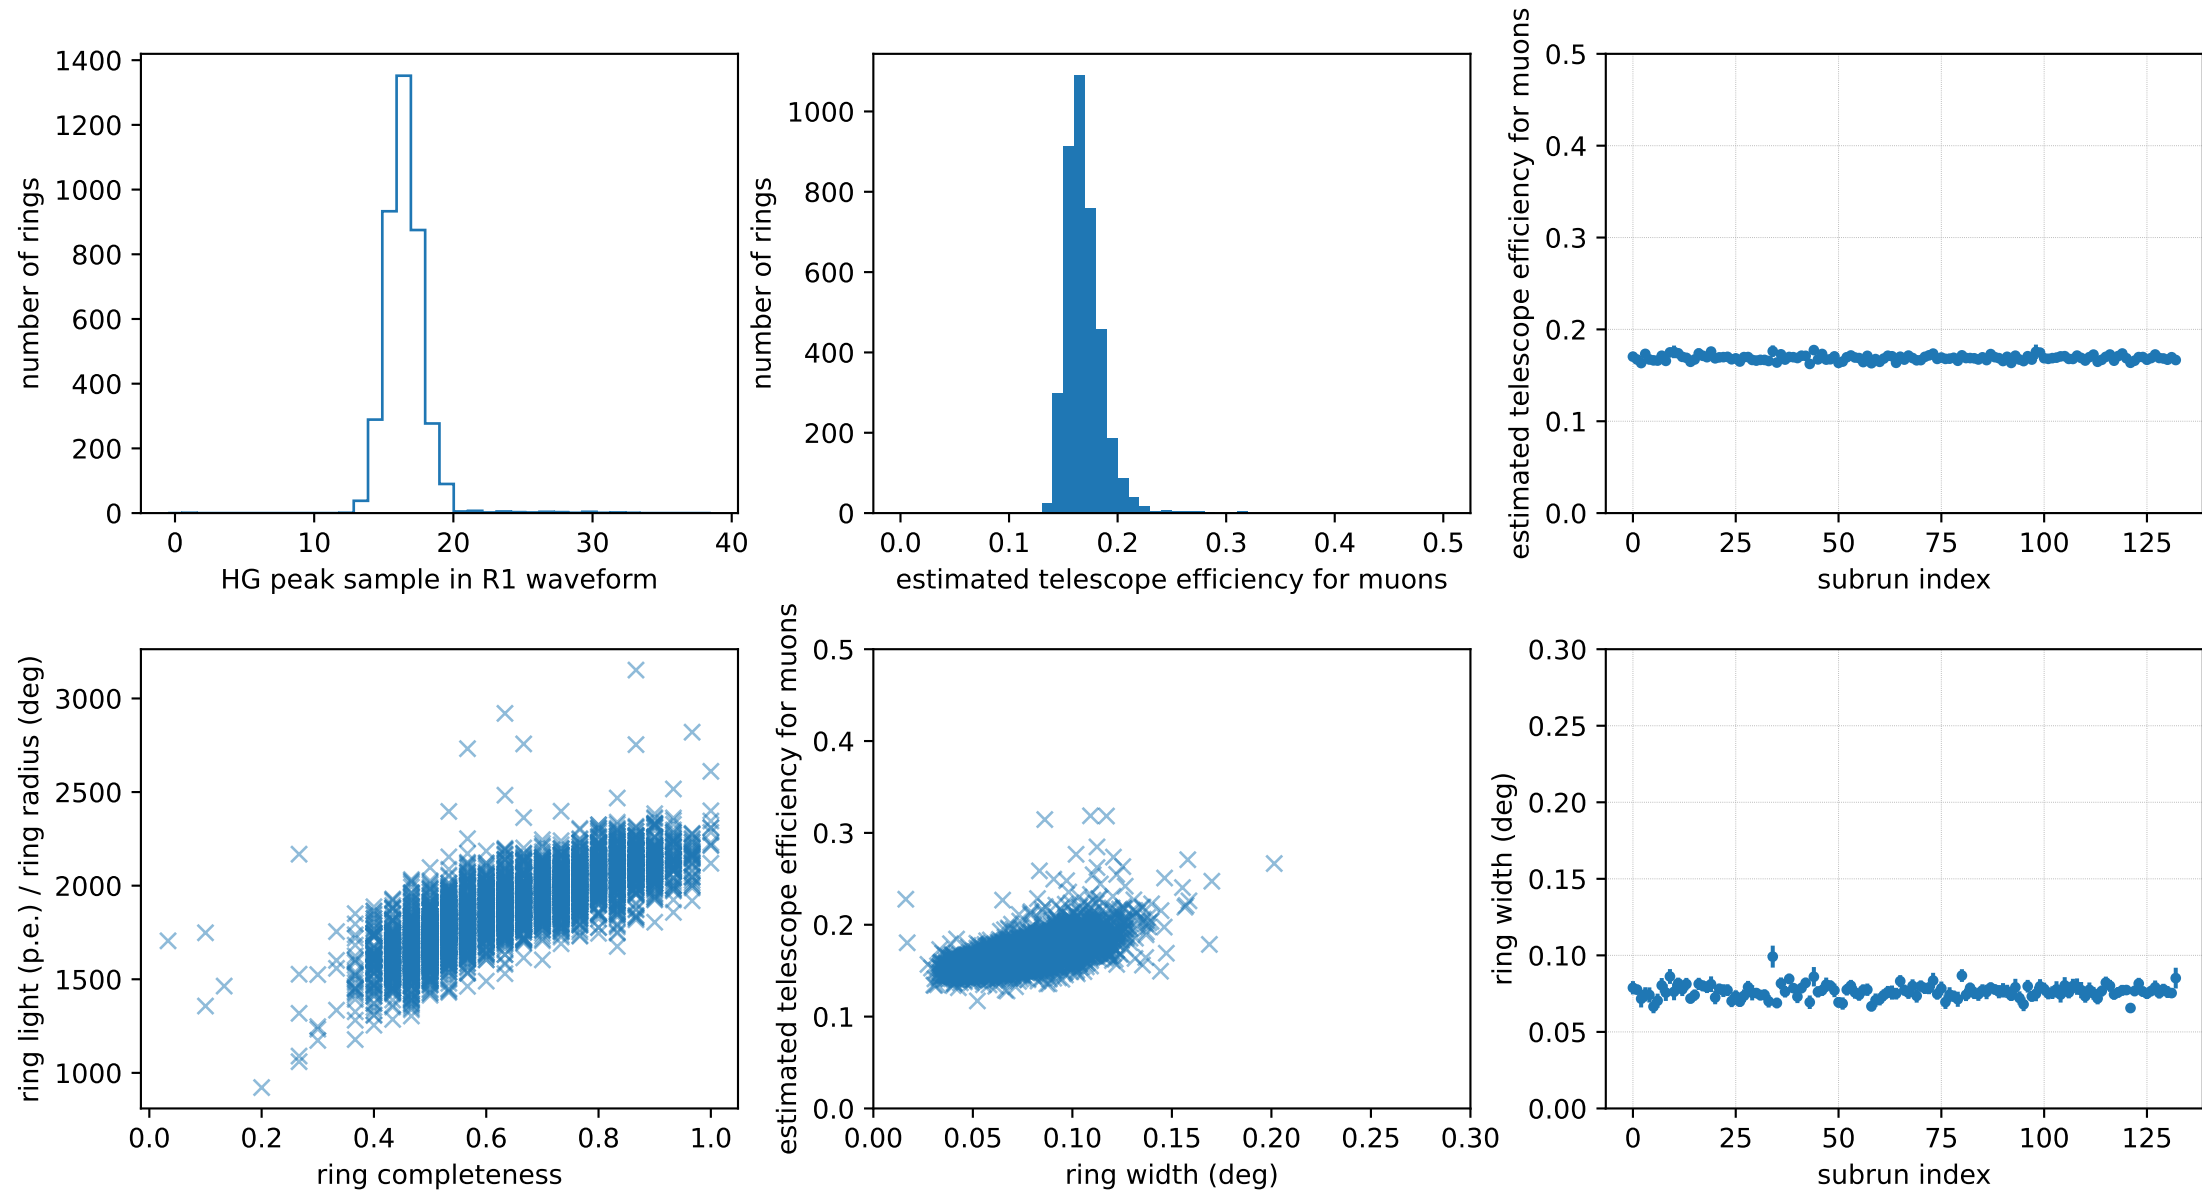 1400
1200
1000
800
600
400
200
0
number of rings
0 10 20 30 40
HG peak sample in R1 waveform
1000
800
600
400
200
0
number of rings
0.0 0.1 0.2 0.3 0.4 0.5
estimated telescope efficiency for muons
0.5
0.4
0.3
0.2
0.1
0.0
estimated telescope efficiency for muons
0 25 50 75 100 125
subrun index
3000
2500
2000
1500
1000
ring light (p.e.) / ring radius (deg)
0.0 0.2 0.4 0.6 0.8 1.0
ring completeness
0.5
0.4
0.3
0.2
0.1
0.0
estimated telescope efficiency for muons
0.00 0.05 0.10 0.15 0.20 0.25 0.30
ring width (deg)
0.30
0.25
0.20
0.15
0.10
0.05
0.00
ring width (deg)
0 25 50 75 100 125
subrun index